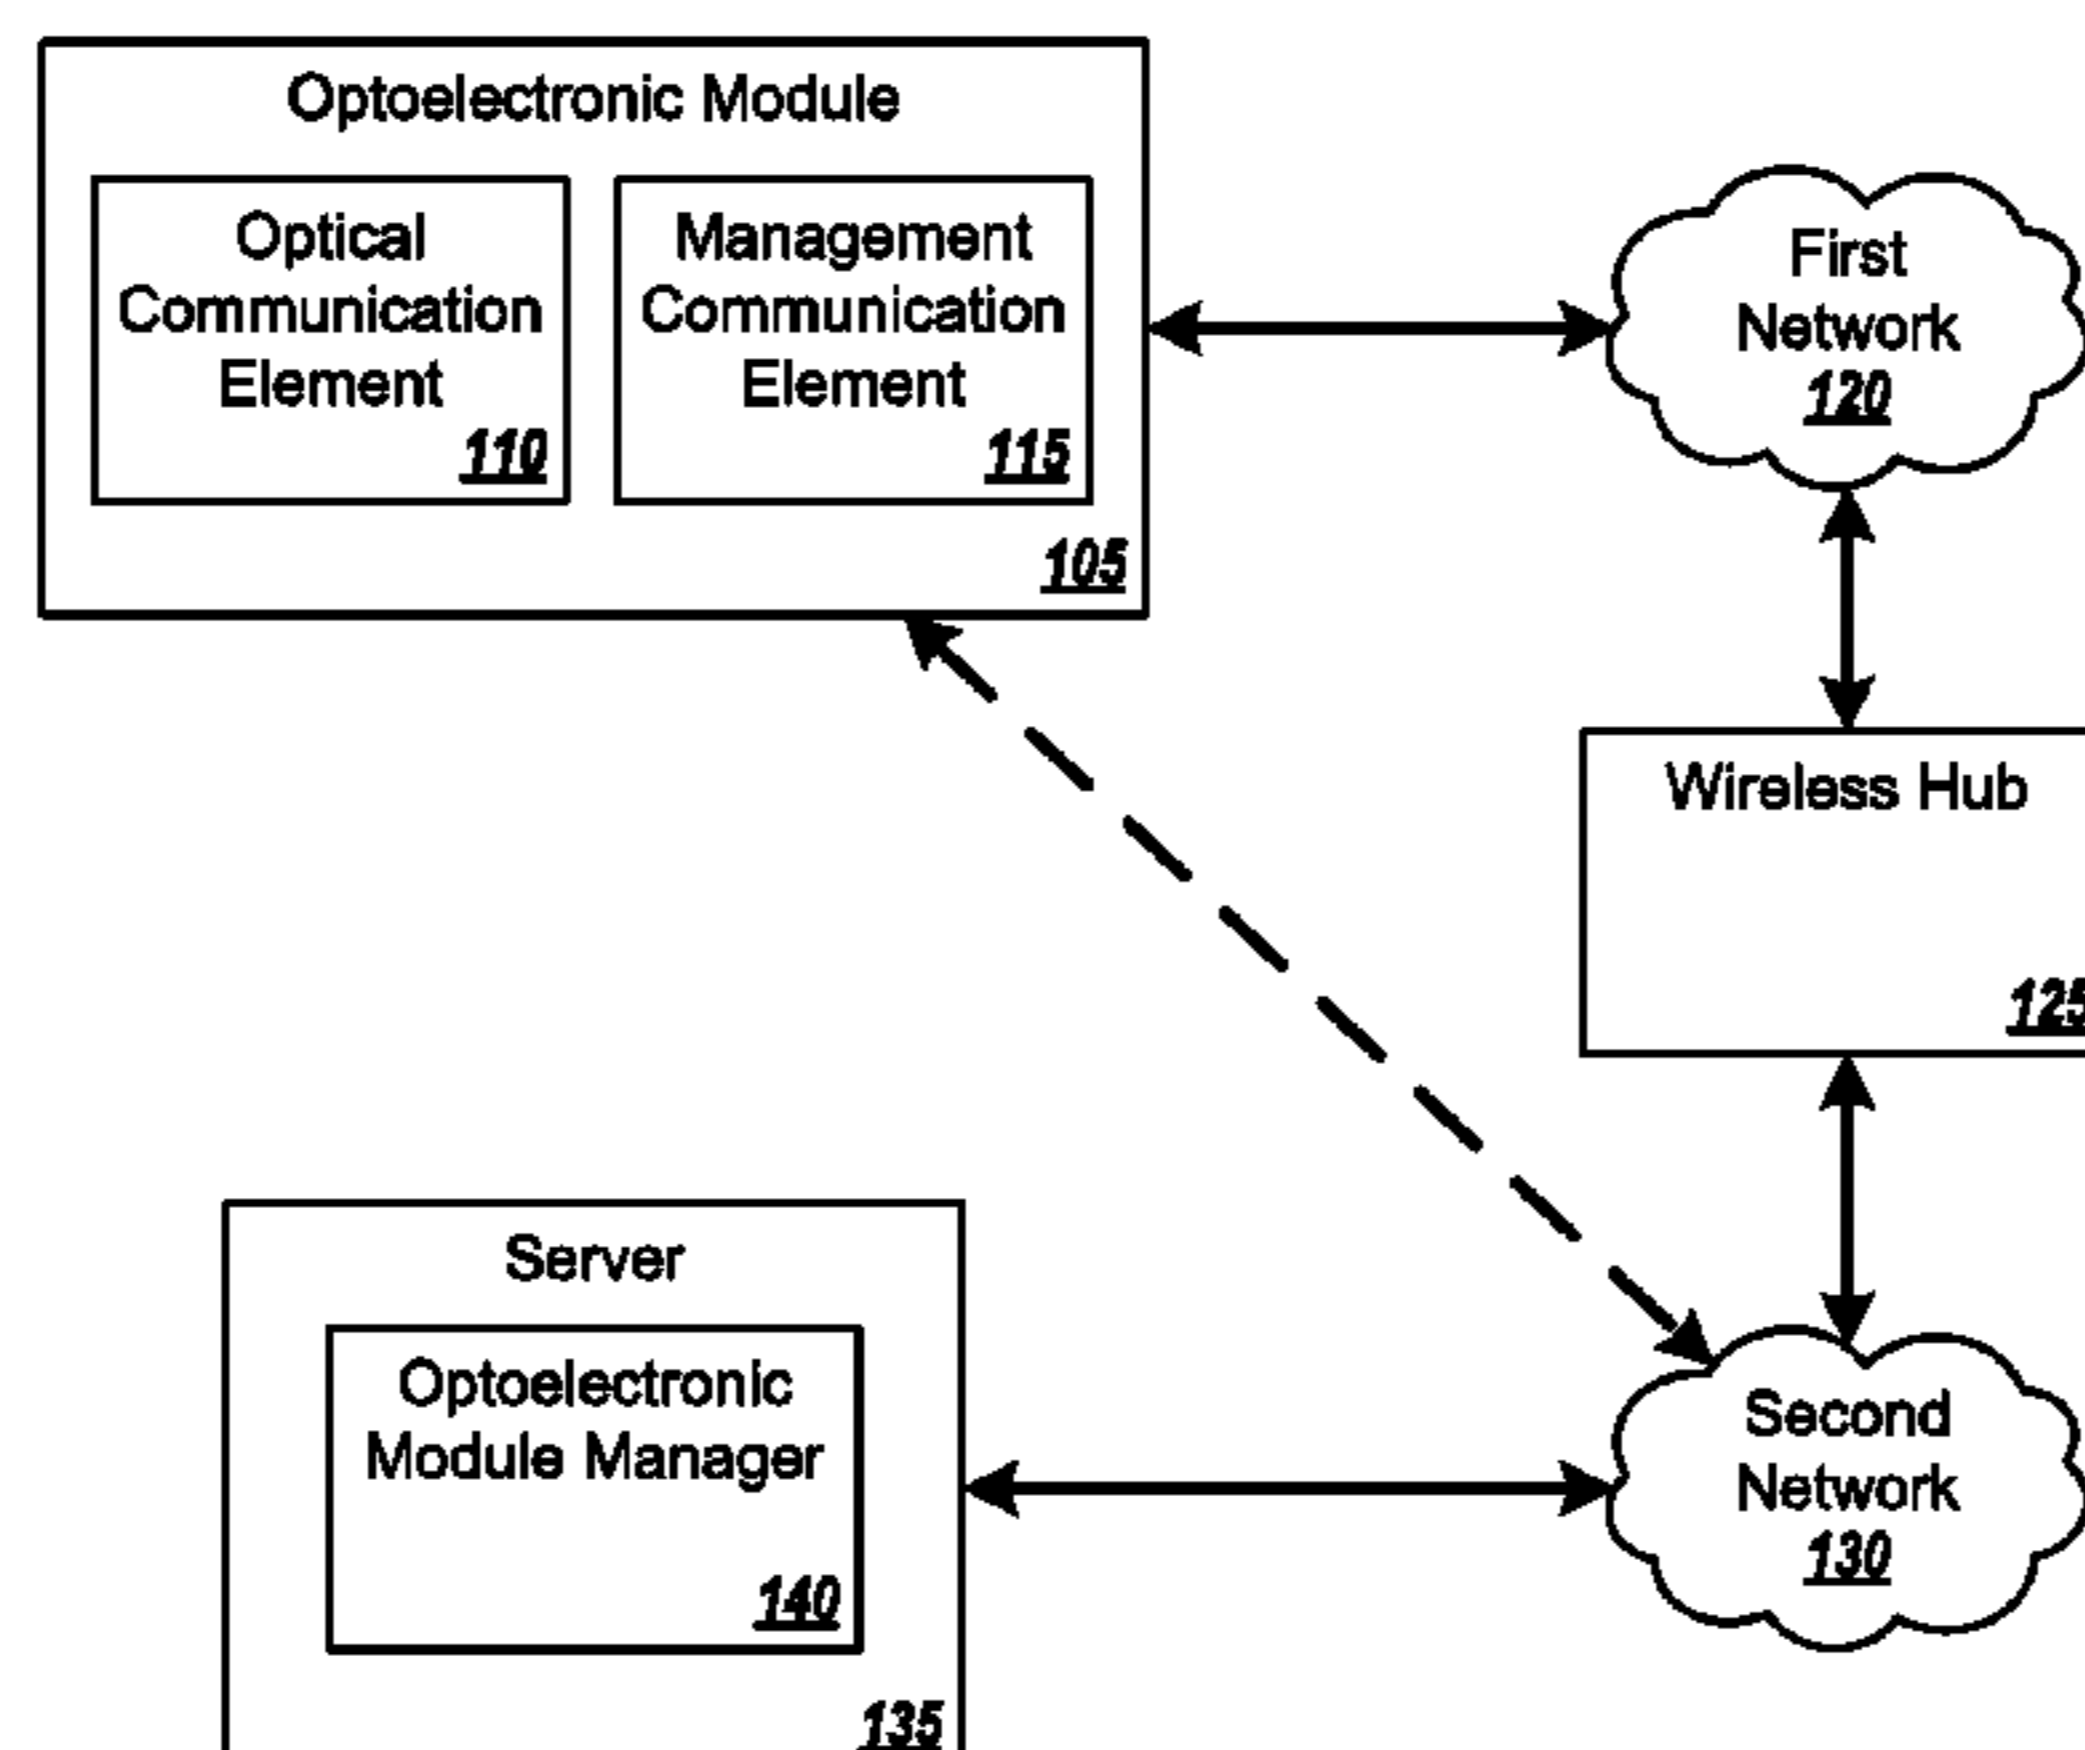 Optoelectronic Module
Optical
Communication
Element
110
Management
Communication
Element
115
105
First
Network
120
Wireless Hub
125
Server
Optoelectronic
Module Manager
140
135
Second
Network
130